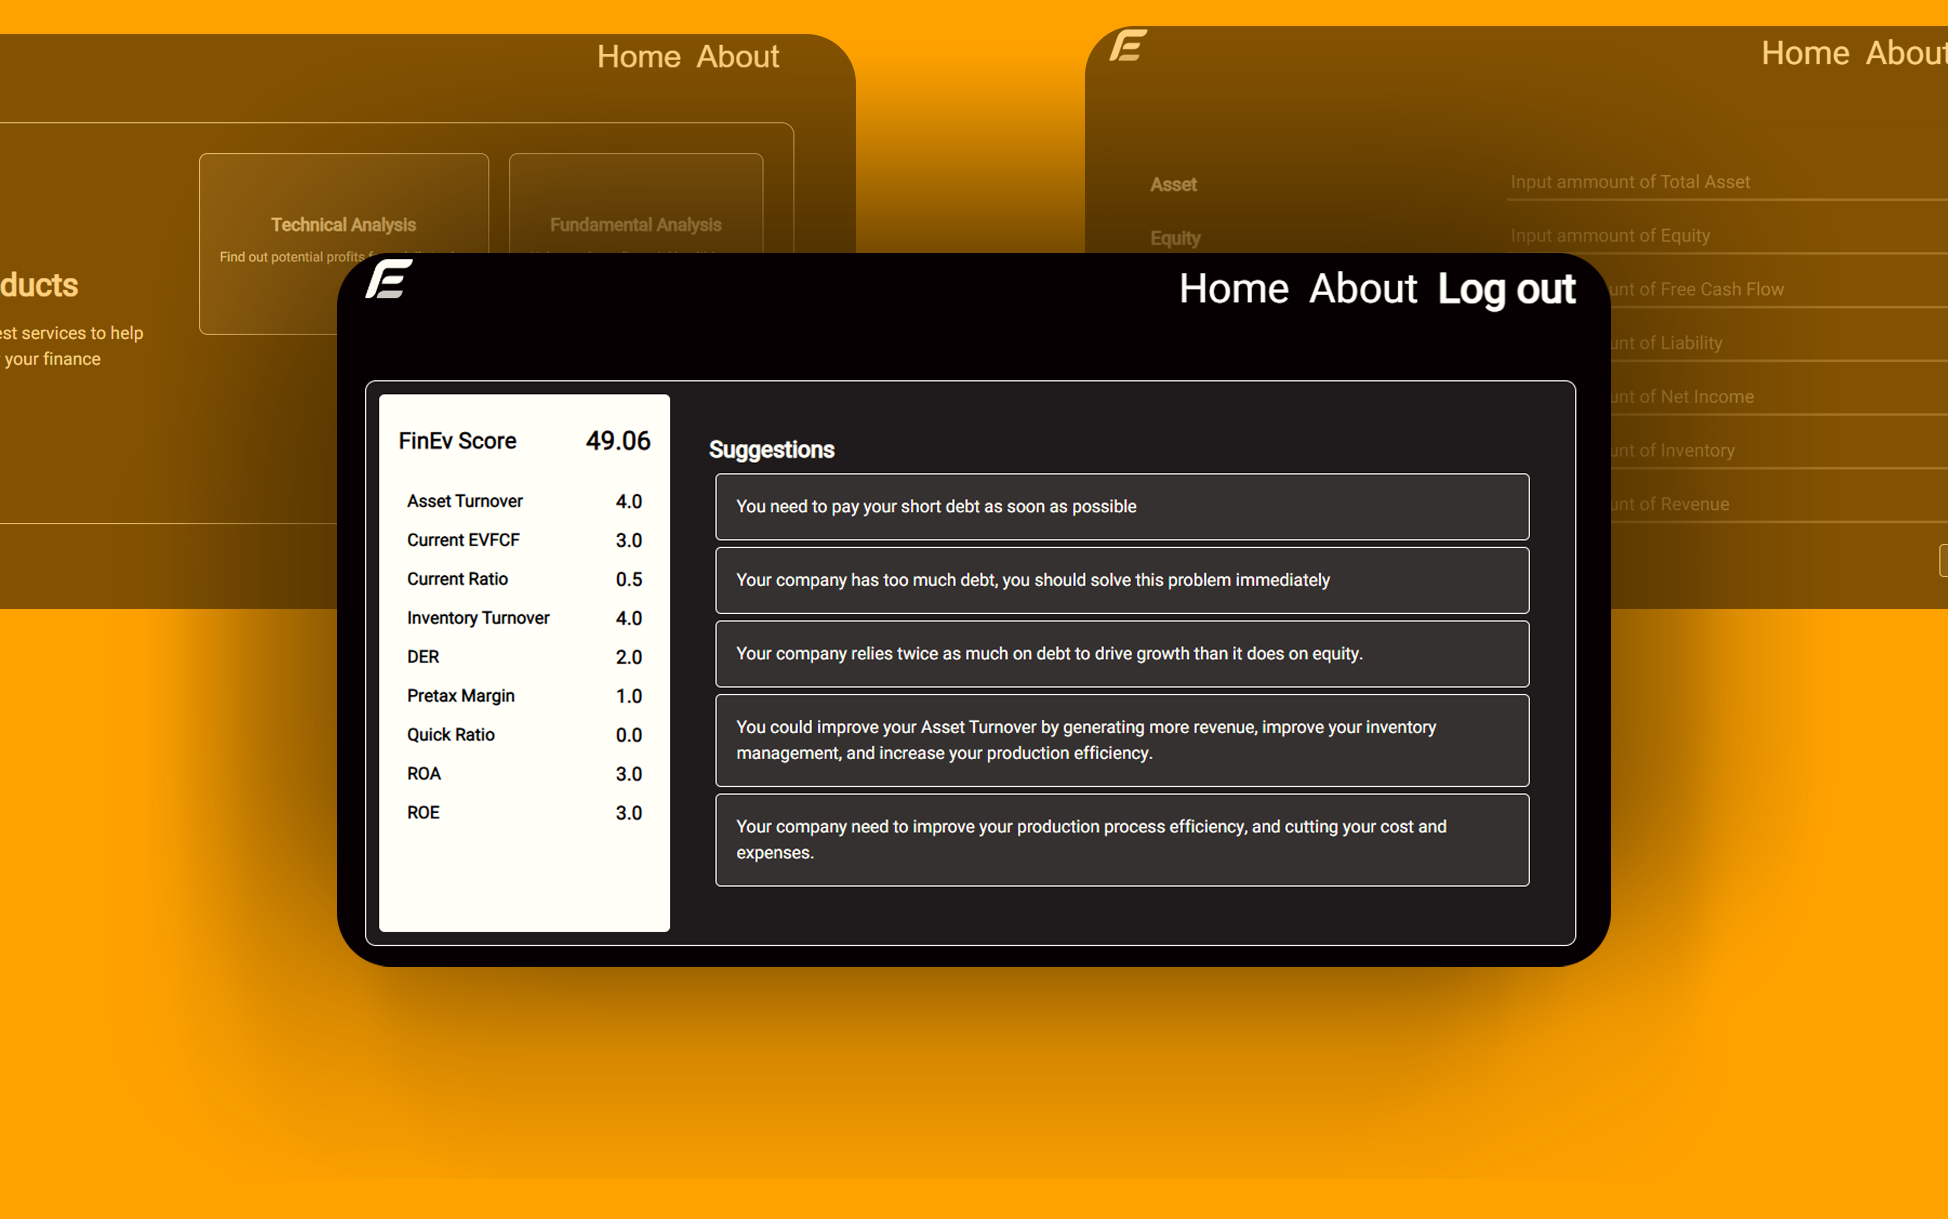 Home About
Technical Analysis
Find out potential profits
Fundamental Analysis
ducts
est services to help
your finance
Home About
Asset
Input ammount of Total Asset
Equity
Input ammount of Equity
unt of Free Cash Flow
unt of Liability
unt of Net Income
unt of Inventory
unt of Revenue
Home About Log out
FinEv Score 49.06
Asset Turnover 4.0
Current EVFCF 3.0
Current Ratio 0.5
Inventory Turnover 4.0
DER 2.0
Pretax Margin 1.0
Quick Ratio 0.0
ROA 3.0
ROE 3.0
Suggestions
You need to pay your short debt as soon as possible
Your company has too much debt, you should solve this problem immediately
Your company relies twice as much on debt to drive growth than it does on equity.
You could improve your Asset Turnover by generating more revenue, improve your inventory
management, and increase your production efficiency.
Your company need to improve your production process efficiency, and cutting your cost and
expenses.